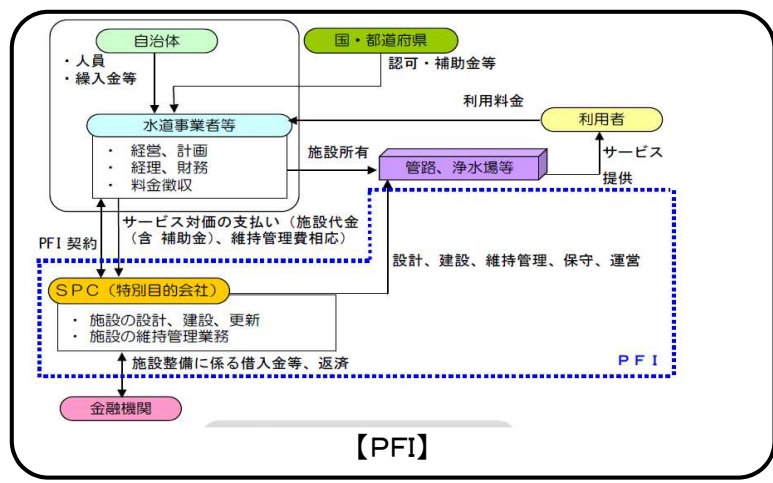 自治体
国・都道府県
・人員
・繰入金等
認可・補助金等
利用料金
水道事業者等
利用者
・ 経営、計画
・ 経理、財務
・ 料金徴収
施設所有
管路、浄水場等
サービス
提供
サービス対価の支払い（施設代金
（含 補助金）、維持管理費相応）
PFI 契約
設計、建設、維持管理、保守、運営
ＳＰＣ（特別目的会社）
・ 施設の設計、建設、更新
・ 施設の維持管理業務
施設整備に係る借入金等、返済
ＰＦＩ
金融機関
【PFI】